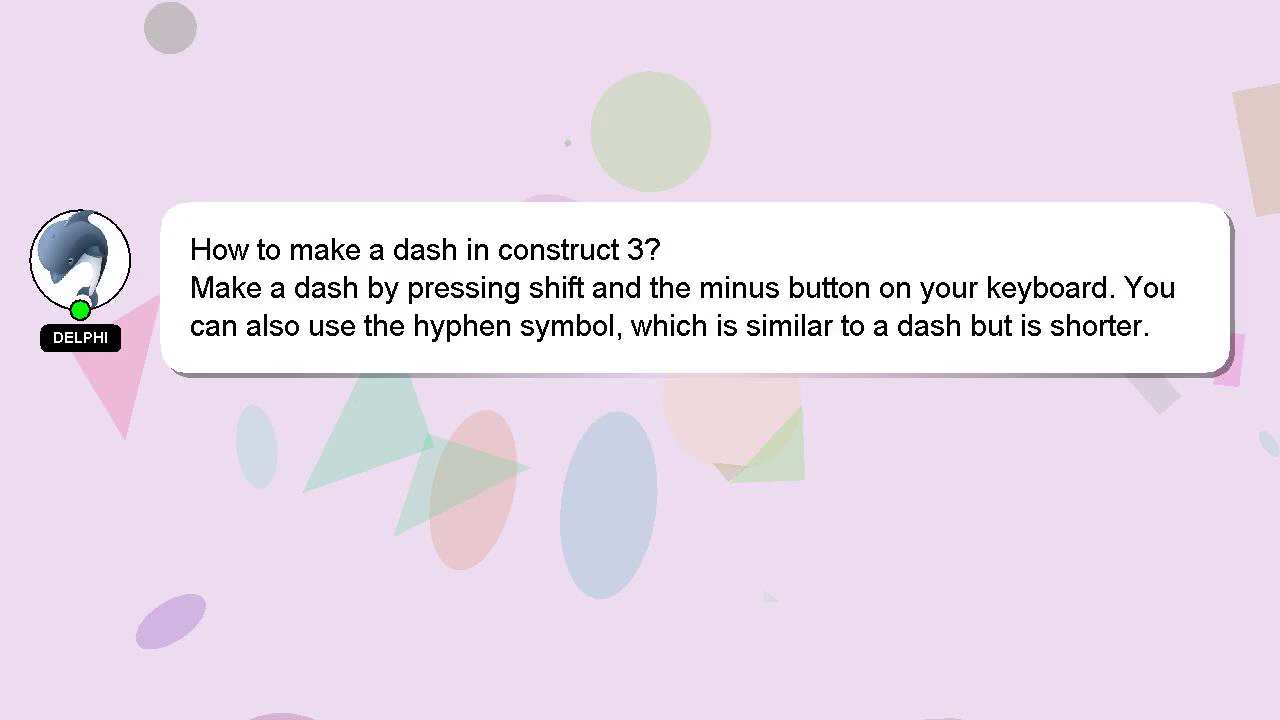 How to make a dash in construct 3?
Make a dash by pressing shift and the minus button on your keyboard. You
can also use the hyphen symbol, which is similar to a dash but is shorter.
DELPHI